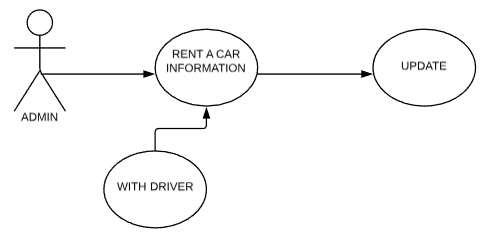 RENT A CAR
INFORMATION
UPDATE
ADMIN
WITH DRIVER